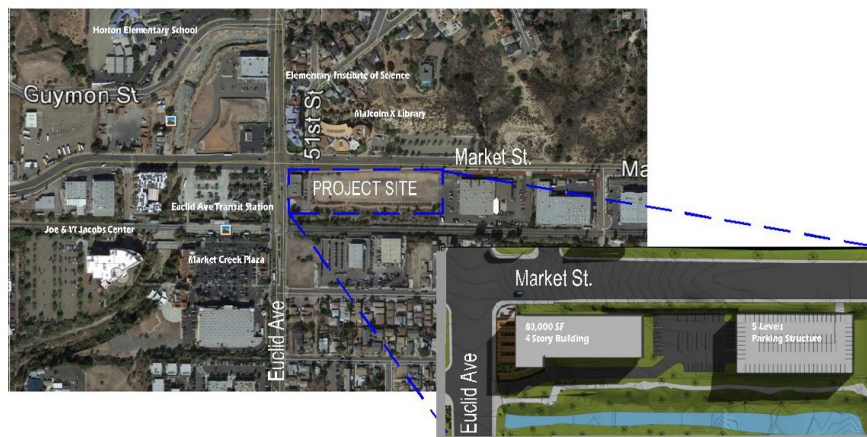 Horton Elementary School
Elementary Institute of Science
Guymon St
51st St
Malcolm X Library
Market St.
Ma
PROJECT SITE
Euclid Ave Transit Station
Joe & VI Jacobs Center
Market Creek Plaza
Euclid Ave
Market St.
80,000 SF
4 Story Building
5 Levels
Parking Structure
Euclid Ave